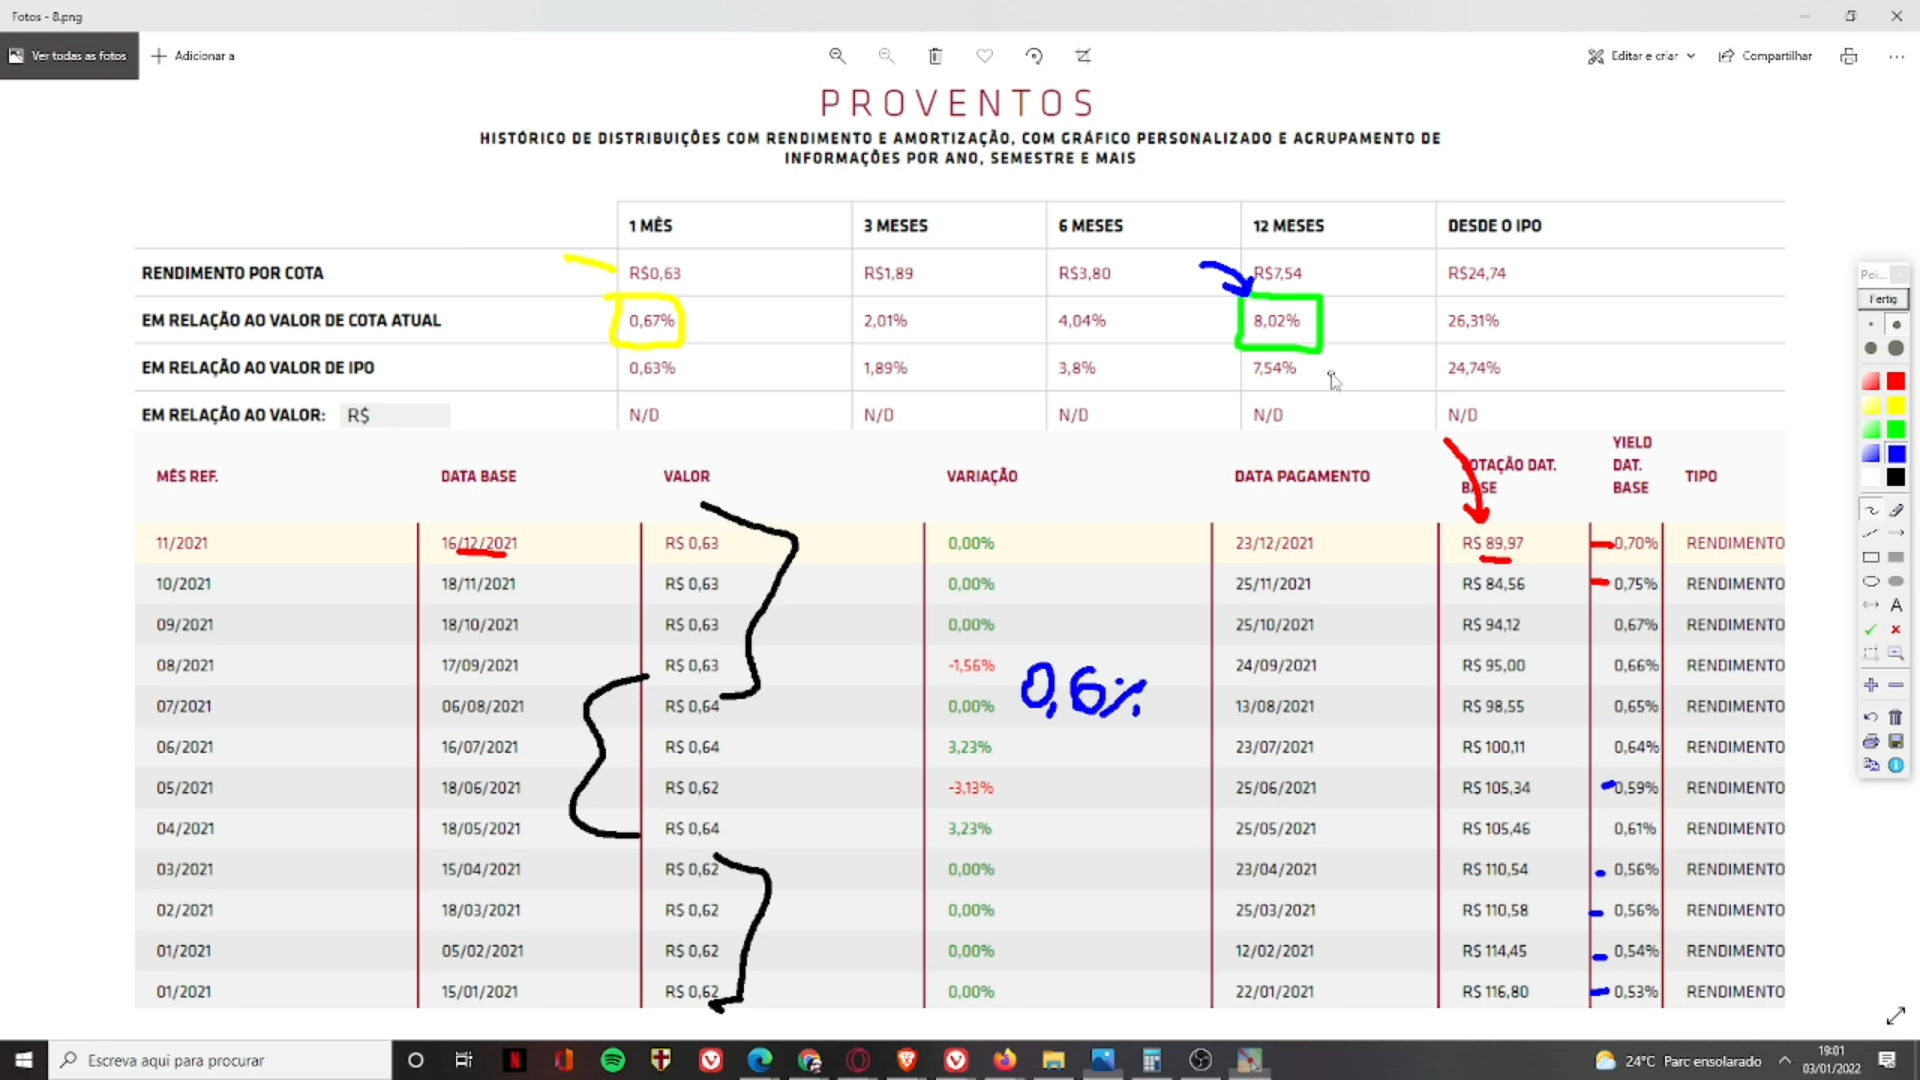 Fotos - 8.png
Ver todas as fotos
Adicionar a
Editar e criar
Compartilhar
PROVENTOS
HISTÓRICO DE DISTRIBUIÇÕES COM RENDIMENTO E AMORTIZAÇÃO, COM GRÁFICO PERSONALIZADO E AGRUPAMENTO DE
INFORMAÇÕES POR ANO, SEMESTRE E MAIS
1 MÊS 3 MESES 6 MESES 12 MESES DESDE O IPO
RENDIMENTO POR COTA R$0,63 R$1,89 R$3,80 R$7,54 R$24,74
EM RELAÇÃO AO VALOR DE COTA ATUAL 0,67% 2,01% 4,04% 8,02% 26,31%
EM RELAÇÃO AO VALOR DE IPO 0,63% 1,89% 3,8% 7,54% 24,74%
EM RELAÇÃO AO VALOR: R$ N/D N/D N/D N/D N/D
MÊS REF. DATA BASE VALOR VARIAÇÃO DATA PAGAMENTO COTAÇÃO DAT. BASE YIELD DAT. BASE TIPO
11/2021 16/12/2021 R$ 0,63 0,00% 23/12/2021 R$ 89,97 0,70% RENDIMENTO
10/2021 18/11/2021 R$ 0,63 0,00% 25/11/2021 R$ 84,56 0,75% RENDIMENTO
09/2021 18/10/2021 R$ 0,63 0,00% 25/10/2021 R$ 94,12 0,67% RENDIMENTO
08/2021 17/09/2021 R$ 0,63 -1,56% 24/09/2021 R$ 95,00 0,66% RENDIMENTO
0,6%
07/2021 06/08/2021 R$ 0,64 0,00% 13/08/2021 R$ 98,55 0,65% RENDIMENTO
06/2021 16/07/2021 R$ 0,64 3,23% 23/07/2021 R$ 100,11 0,64% RENDIMENTO
05/2021 18/06/2021 R$ 0,62 -3,13% 25/06/2021 R$ 105,34 0,59% RENDIMENTO
04/2021 18/05/2021 R$ 0,64 3,23% 25/05/2021 R$ 105,46 0,61% RENDIMENTO
03/2021 15/04/2021 R$ 0,62 0,00% 23/04/2021 R$ 110,54 0,56% RENDIMENTO
02/2021 18/03/2021 R$ 0,62 0,00% 25/03/2021 R$ 110,58 0,56% RENDIMENTO
01/2021 05/02/2021 R$ 0,62 0,00% 12/02/2021 R$ 114,45 0,54% RENDIMENTO
01/2021 15/01/2021 R$ 0,62 0,00% 22/01/2021 R$ 116,80 0,53% RENDIMENTO
Poi...
Fertig
A
Escreva aqui para procurar
24°C Parc ensolarado
19:01
03/01/2022